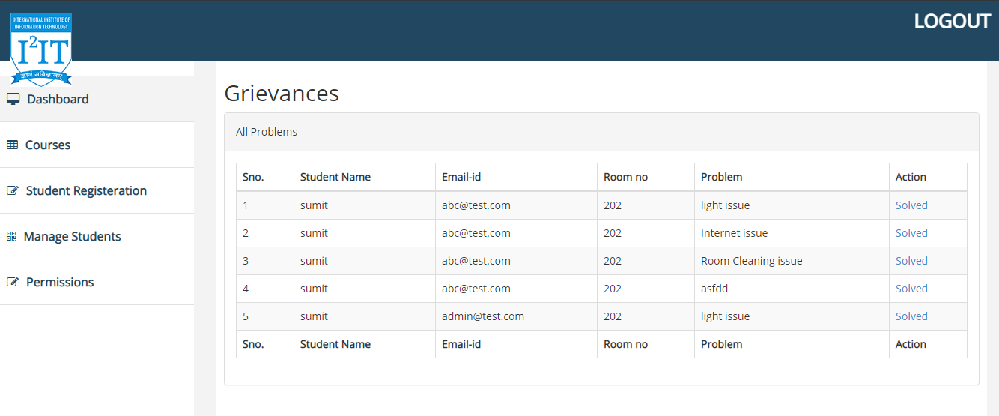 INTERNATIONAL INSTITUTE OF
INFORMATION TECHNOLOGY
I²IT
ज्ञानं सविज्ञानम्
LOGOUT
Dashboard
Courses
Student Registeration
Manage Students
Permissions
Grievances
All Problems
Sno. Student Name Email-id Room no Problem Action
1 sumit abc@test.com 202 light issue Solved
2 sumit abc@test.com 202 Internet issue Solved
3 sumit abc@test.com 202 Room Cleaning issue Solved
4 sumit abc@test.com 202 asfdd Solved
5 sumit admin@test.com 202 light issue Solved
Sno. Student Name Email-id Room no Problem Action